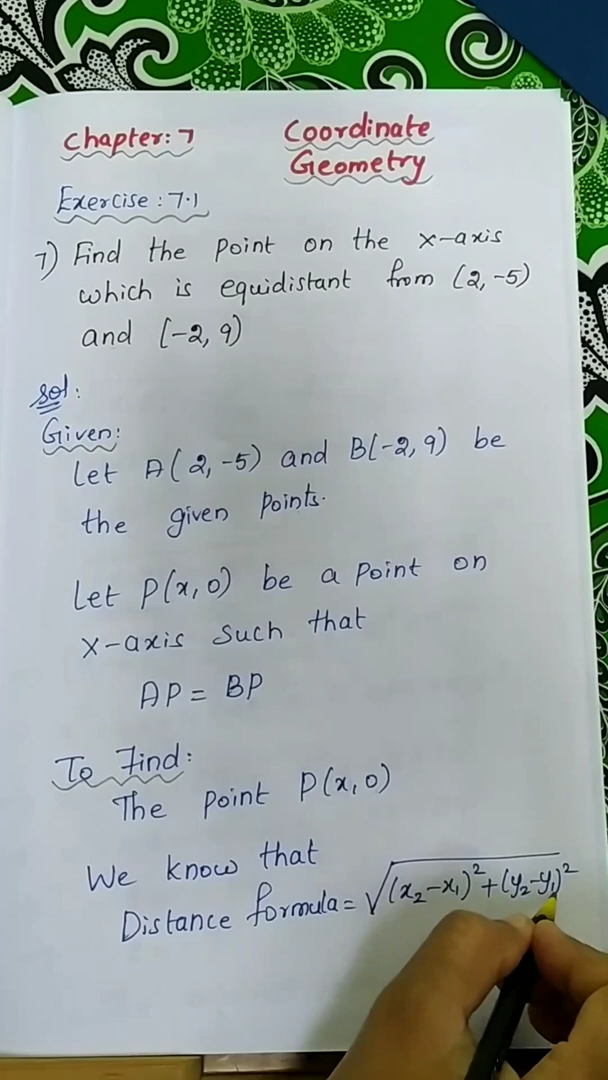 Chapter: 7 Coordinate
Geometry
Exercise : 7.1
7) Find the point on the x-axis
which is equidistant from (2, -5)
and (-2, 9)
Sol:
Given:
Let A(2, -5) and B(-2, 9) be
the given points.
Let P(x, 0) be a point on
x-axis such that
AP = BP
To Find:
The point P(x, 0)
We know that
Distance formula = √(x₂-x₁)²+(y₂-y₁)²